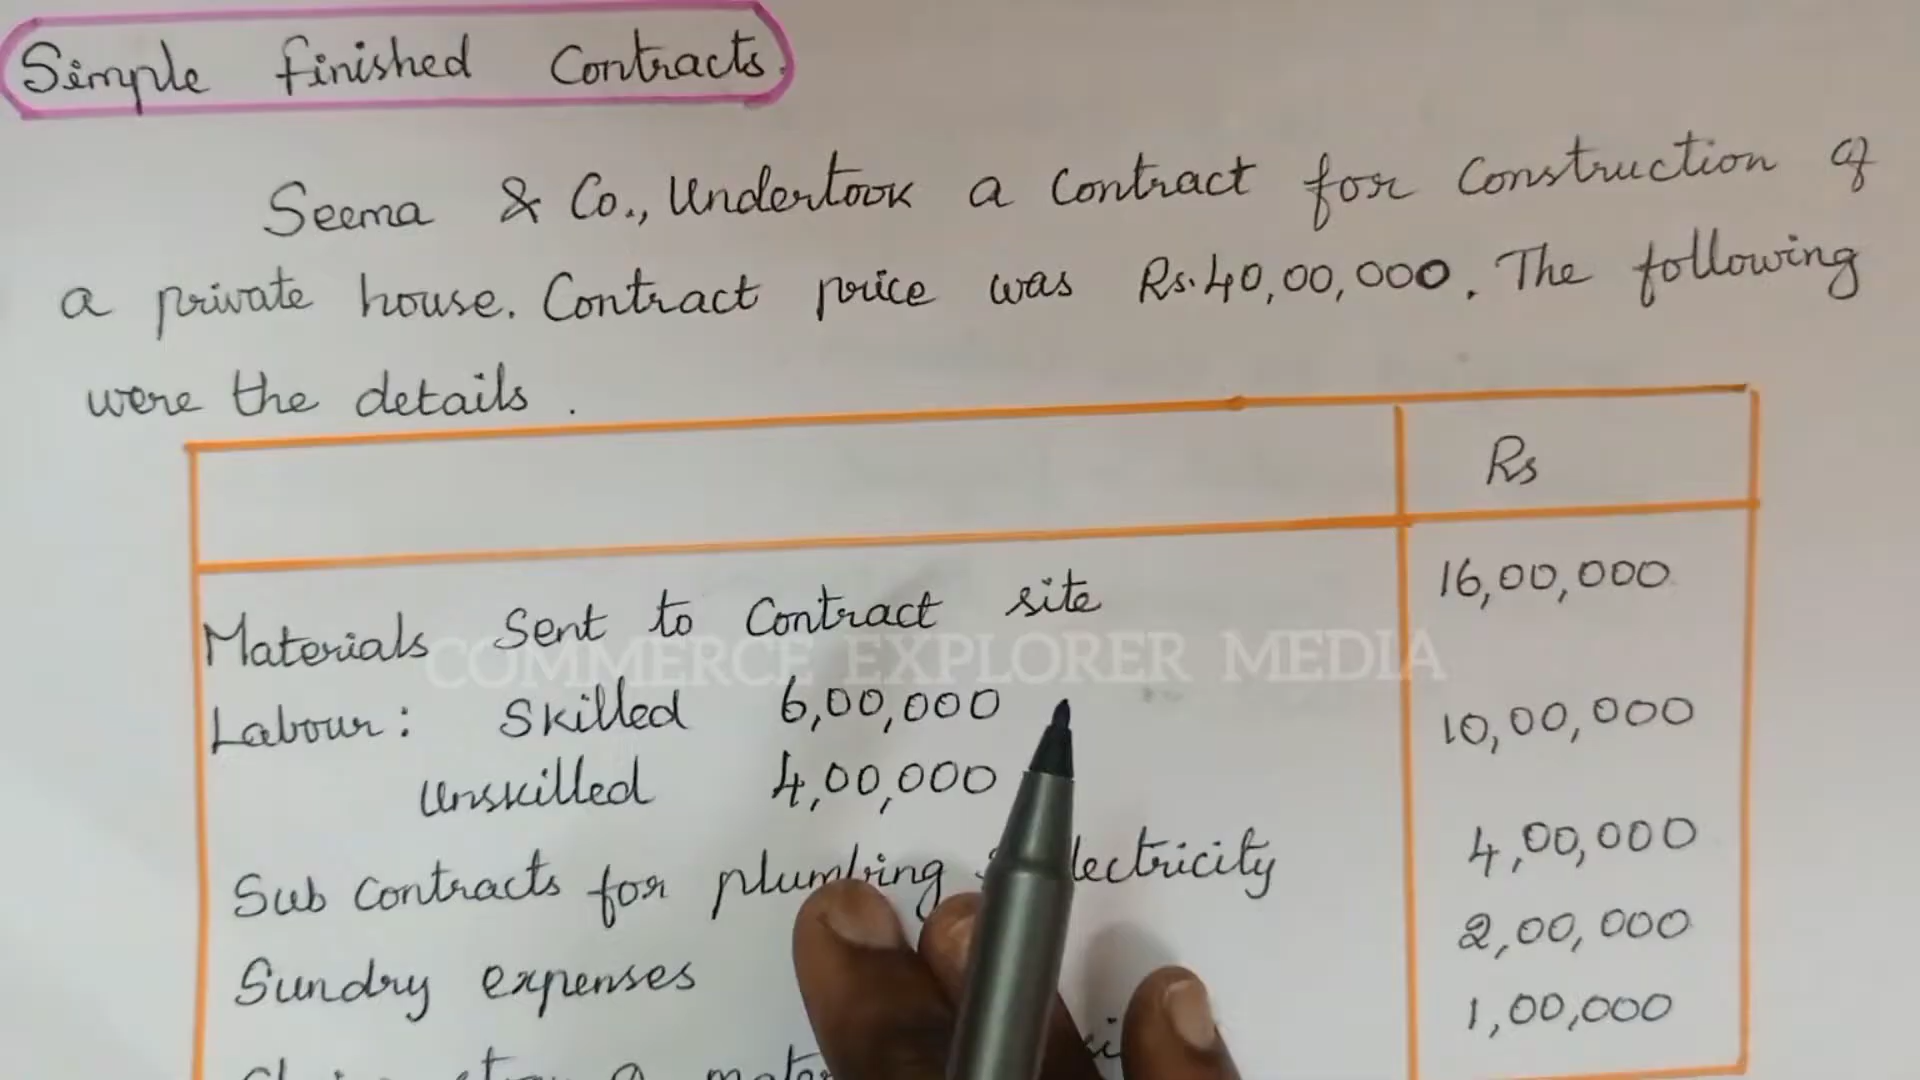 Simple finished Contracts.
Seema & Co., Undertook a Contract for Construction of
a private house. Contract price was Rs.40,00,000. The following
were the details.
Rs
Materials Sent to Contract site 16,00,000
Labour: Skilled 6,00,000 10,00,000
Unskilled 4,00,000
Sub Contracts for plumbing 4,00,000
Sundry expenses 2,00,000
1,00,000
COMMERCE EXPLORER MEDIA